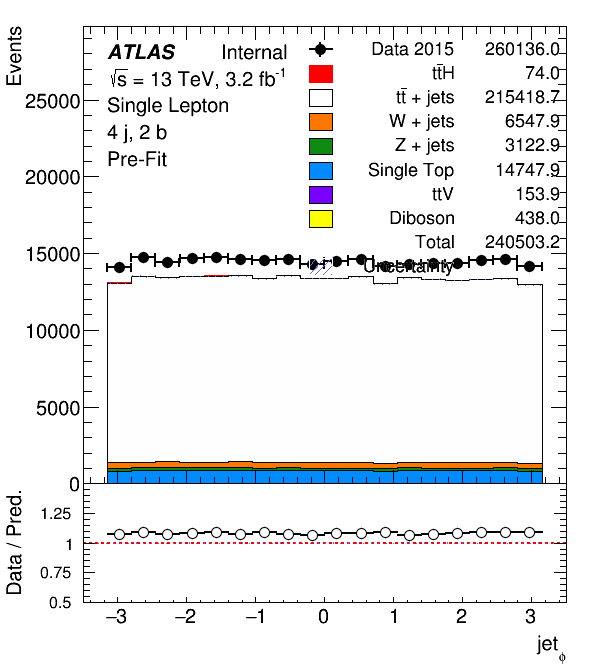 Events
ATLAS Internal
√s = 13 TeV, 3.2 fb-1
Single Lepton
4 j, 2 b
Pre-Fit
Data 2015 260136.0
tt̄H 74.0
tt̄ + jets 215418.7
W + jets 6547.9
Z + jets 3122.9
Single Top 14747.9
ttV 153.9
Diboson 438.0
Total 240503.2
Uncertainty
25000
20000
15000
10000
5000
0
Data / Pred.
1.25
1
0.75
0.5
−3 −2 −1 0 1 2 3
jetϕ